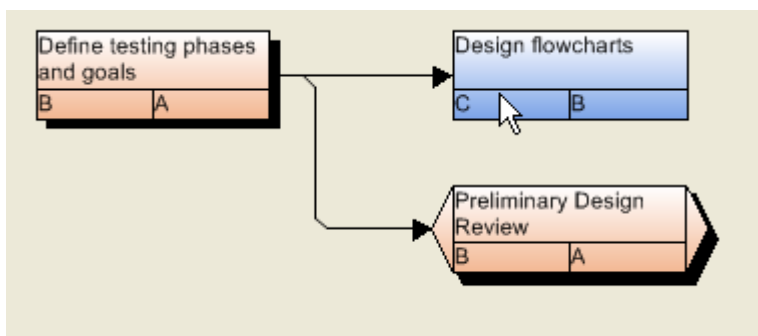 Define testing phases
and goals
B A
Design flowcharts
C B
Preliminary Design
Review
B A